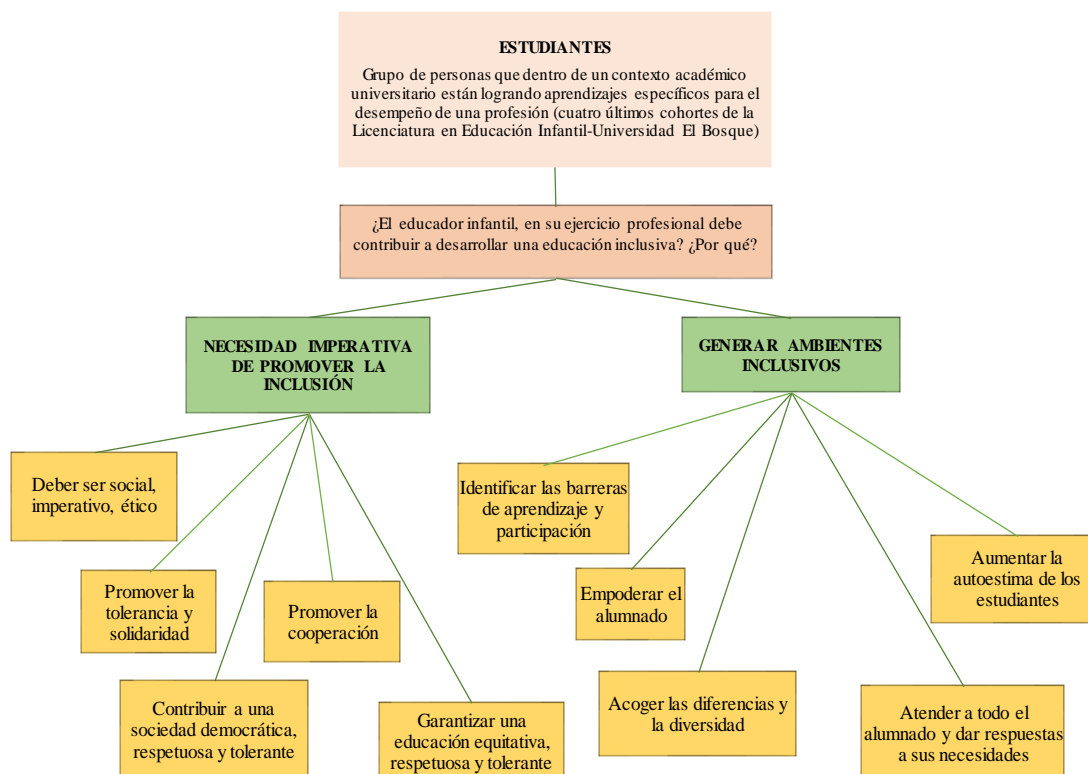 ESTUDIANTES
Grupo de personas que dentro de un contexto académico
universitario están logrando aprendizajes específicos para el
desempeño de una profesión (cuatro últimos cohortes de la
Licenciatura en Educación Infantil-Universidad El Bosque)
¿El educador infantil, en su ejercicio profesional debe
contribuir a desarrollar una educación inclusiva? ¿Por qué?
NECESIDAD IMPERATIVA
DE PROMOVER LA
INCLUSIÓN
GENERAR AMBIENTES
INCLUSIVOS
Deber ser social,
imperativo, ético
Promover la
tolerancia y
solidaridad
Promover la
cooperación
Contribuir a una
sociedad democrática,
respetuosa y tolerante
Garantizar una
educación equitativa,
respetuosa y tolerante
Identificar las barreras
de aprendizaje y
participación
Empoderar el
alumnado
Acoger las diferencias y
la diversidad
Aumentar la
autoestima de los
estudiantes
Atender a todo el
alumnado y dar respuestas
a sus necesidades